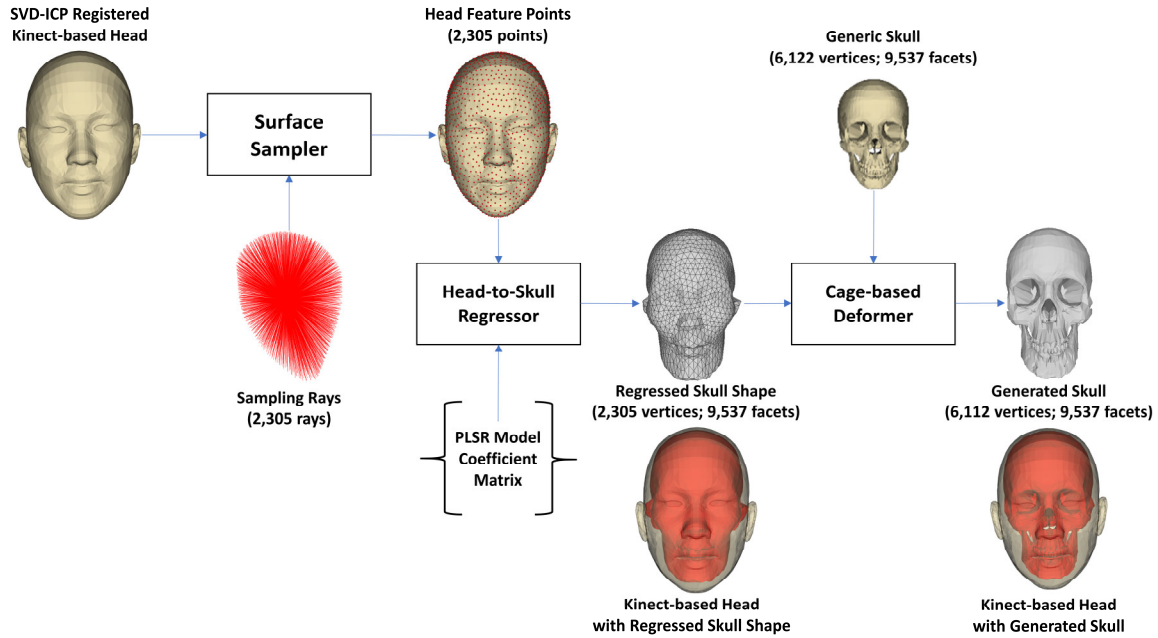 SVD-ICP Registered
Kinect-based Head
Head Feature Points
(2,305 points)
Generic Skull
(6,122 vertices; 9,537 facets)
Surface
Sampler
Head-to-Skull
Regressor
Cage-based
Deformer
Sampling Rays
(2,305 rays)
Regressed Skull Shape
(2,305 vertices; 9,537 facets)
Generated Skull
(6,112 vertices; 9,537 facets)
PLSR Model
Coefficient
Matrix
Kinect-based Head
with Regressed Skull Shape
Kinect-based Head
with Generated Skull